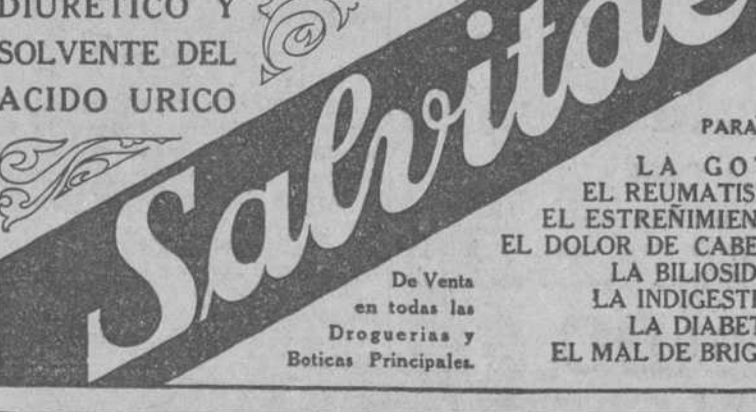 DIURETICO Y
SOLVENTE DEL
ACIDO URICO
Salvitae
PARA
LA GO
EL REUMATIS
EL ESTREÑIMIEN
EL DOLOR DE CABE
LA BILIOSID
LA INDIGESTI
LA DIABET
EL MAL DE BRIG
De Venta
en todas las
Droguerias y
Boticas Principales.